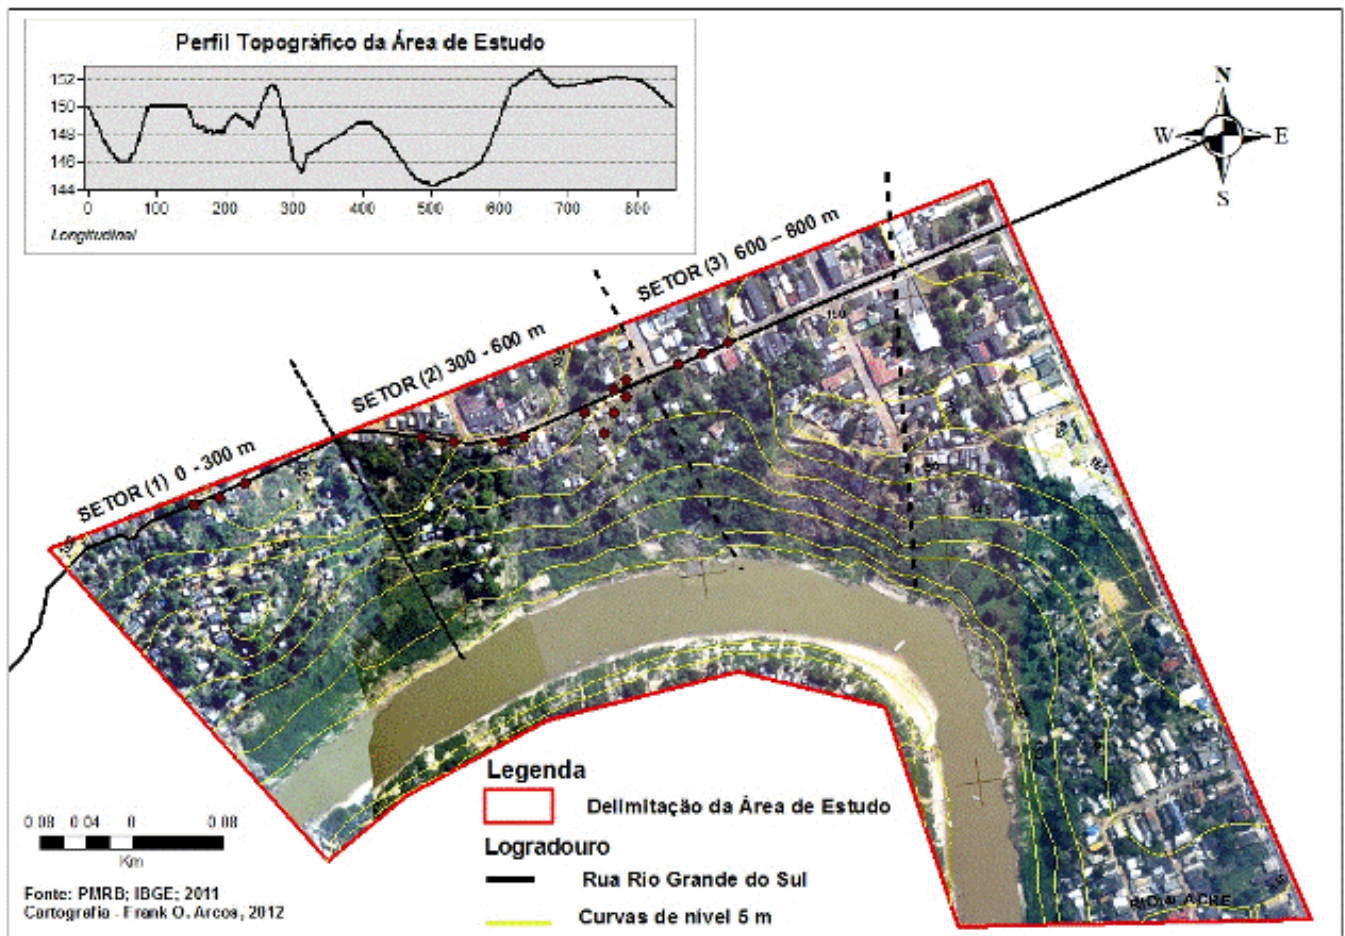 Perfil Topográfico da Área de Estudo
152
150
148
146
144
0 100 200 300 400 500 600 700 800
Longitudinal
N
W E
S
SETOR (1) 0 - 300 m
SETOR (2) 300 - 600 m
SETOR (3) 600 – 800 m
150
Legenda
Delimitação da Área de Estudo
Logradouro
Rua Rio Grande do Sul
Curvas de nível 5 m
0 08 0 04 0 0 08
Km
Fonte: PMRB; IBGE; 2011
Cartografia - Frank O. Arcos, 2012
ACRE